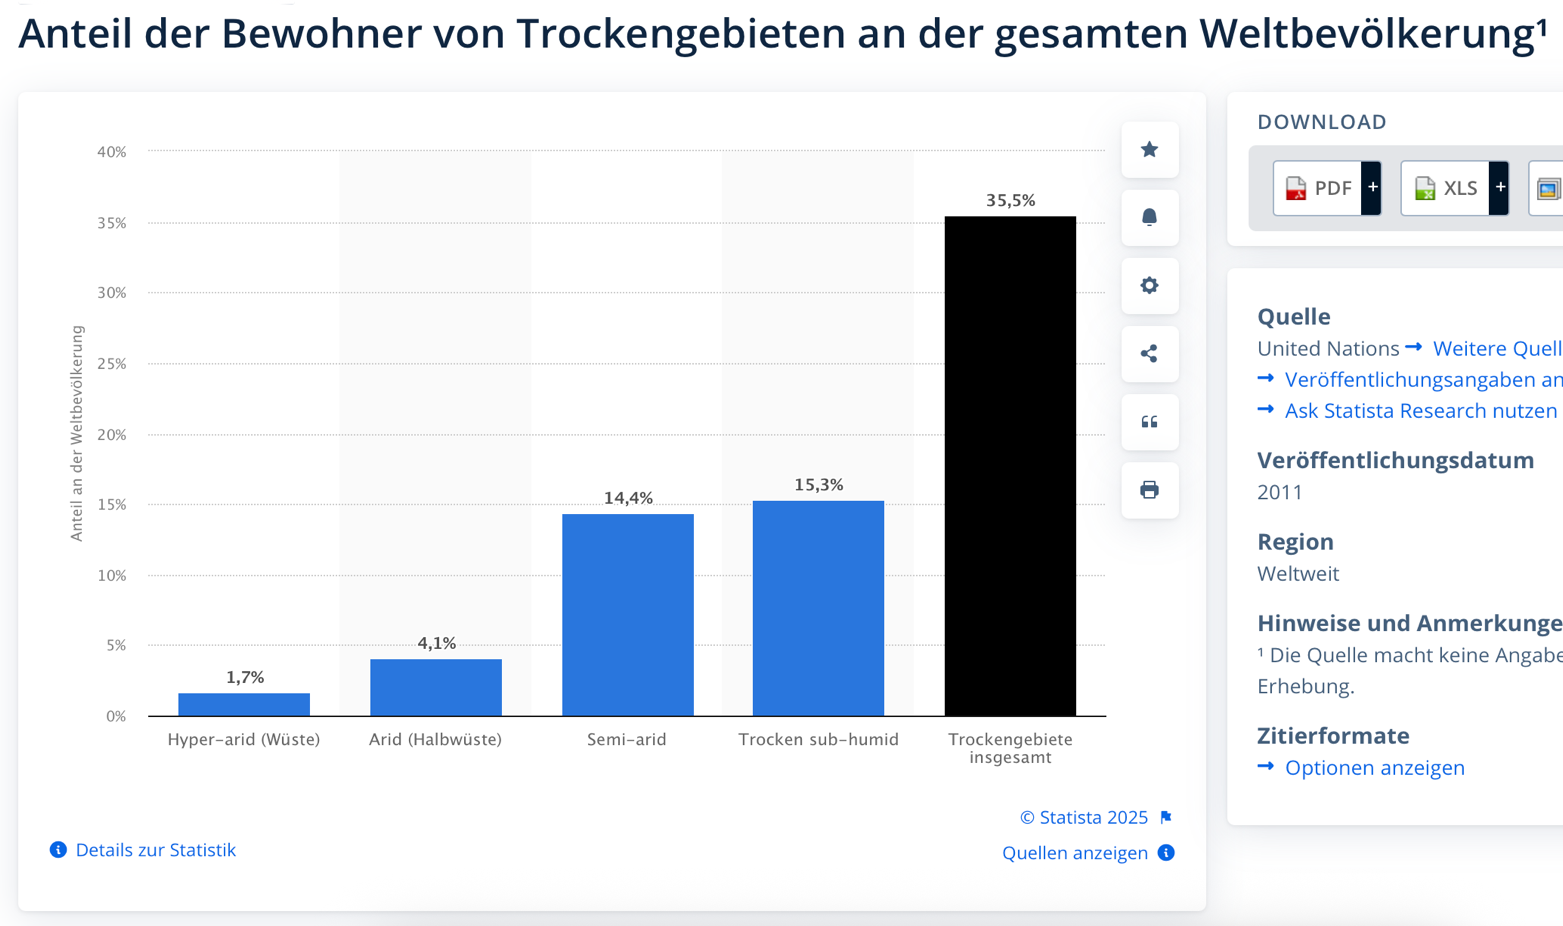 Anteil der Bewohner von Trockengebieten an der gesamten Weltbevölkerung¹
40%
35%
30%
25%
20%
15%
10%
5%
0%
Anteil an der Weltbevölkerung
1,7%
4,1%
14,4%
15,3%
35,5%
Hyper-arid (Wüste)
Arid (Halbwüste)
Semi-arid
Trocken sub-humid
Trockengebiete
insgesamt
© Statista 2025
Details zur Statistik
Quellen anzeigen
DOWNLOAD
PDF +
XLS +
Quelle
United Nations → Weitere Quell
→ Veröffentlichungsangaben an
→ Ask Statista Research nutzen
Veröffentlichungsdatum
2011
Region
Weltweit
Hinweise und Anmerkunge
¹ Die Quelle macht keine Angabe
Erhebung.
Zitierformate
→ Optionen anzeigen